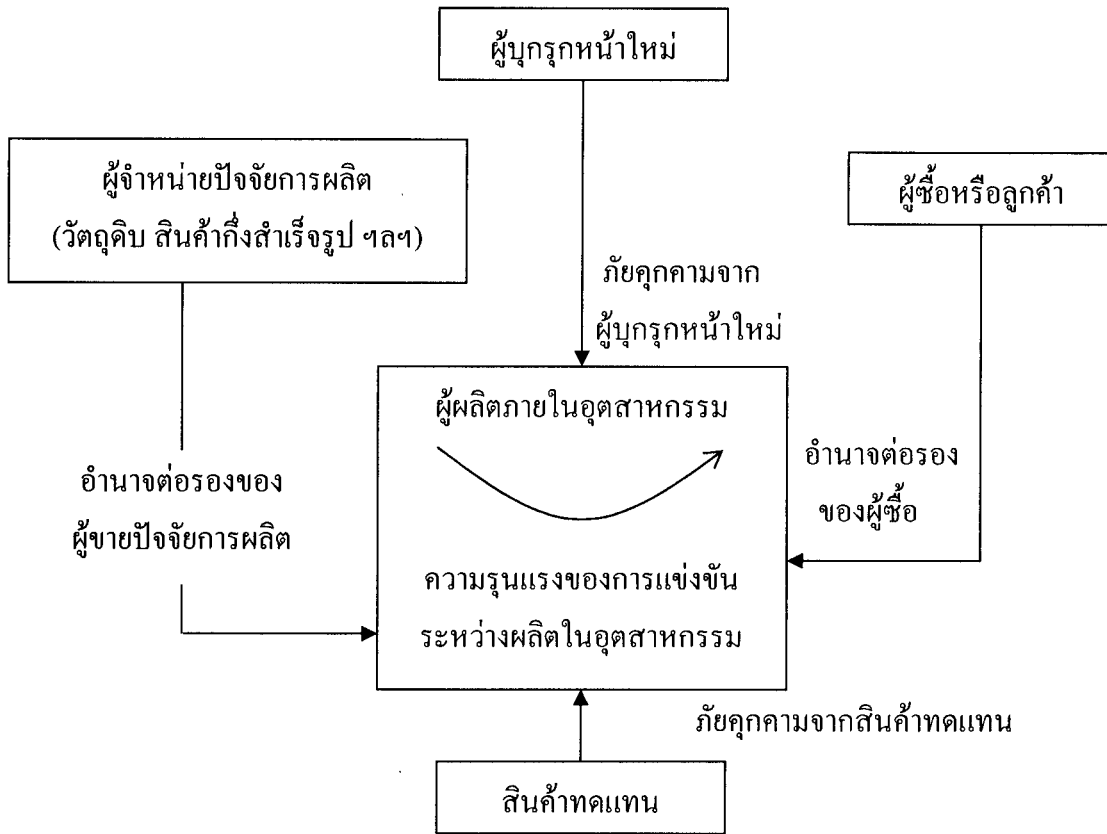 ผู้บุกรุกหน้าใหม่
ผู้จำหน่ายปัจจัยการผลิต
(วัตถุดิบ สินค้ากึ่งสำเร็จรูป ฯลฯ)
ผู้ซื้อหรือลูกค้า
ภัยคุกคามจาก
ผู้บุกรุกหน้าใหม่
ผู้ผลิตภายในอุตสาหกรรม
อำนาจต่อรองของ
ผู้ขายปัจจัยการผลิต
อำนาจต่อรอง
ของผู้ซื้อ
ความรุนแรงของการแข่งขัน
ระหว่างผลิตในอุตสาหกรรม
ภัยคุกคามจากสินค้าทดแทน
สินค้าทดแทน